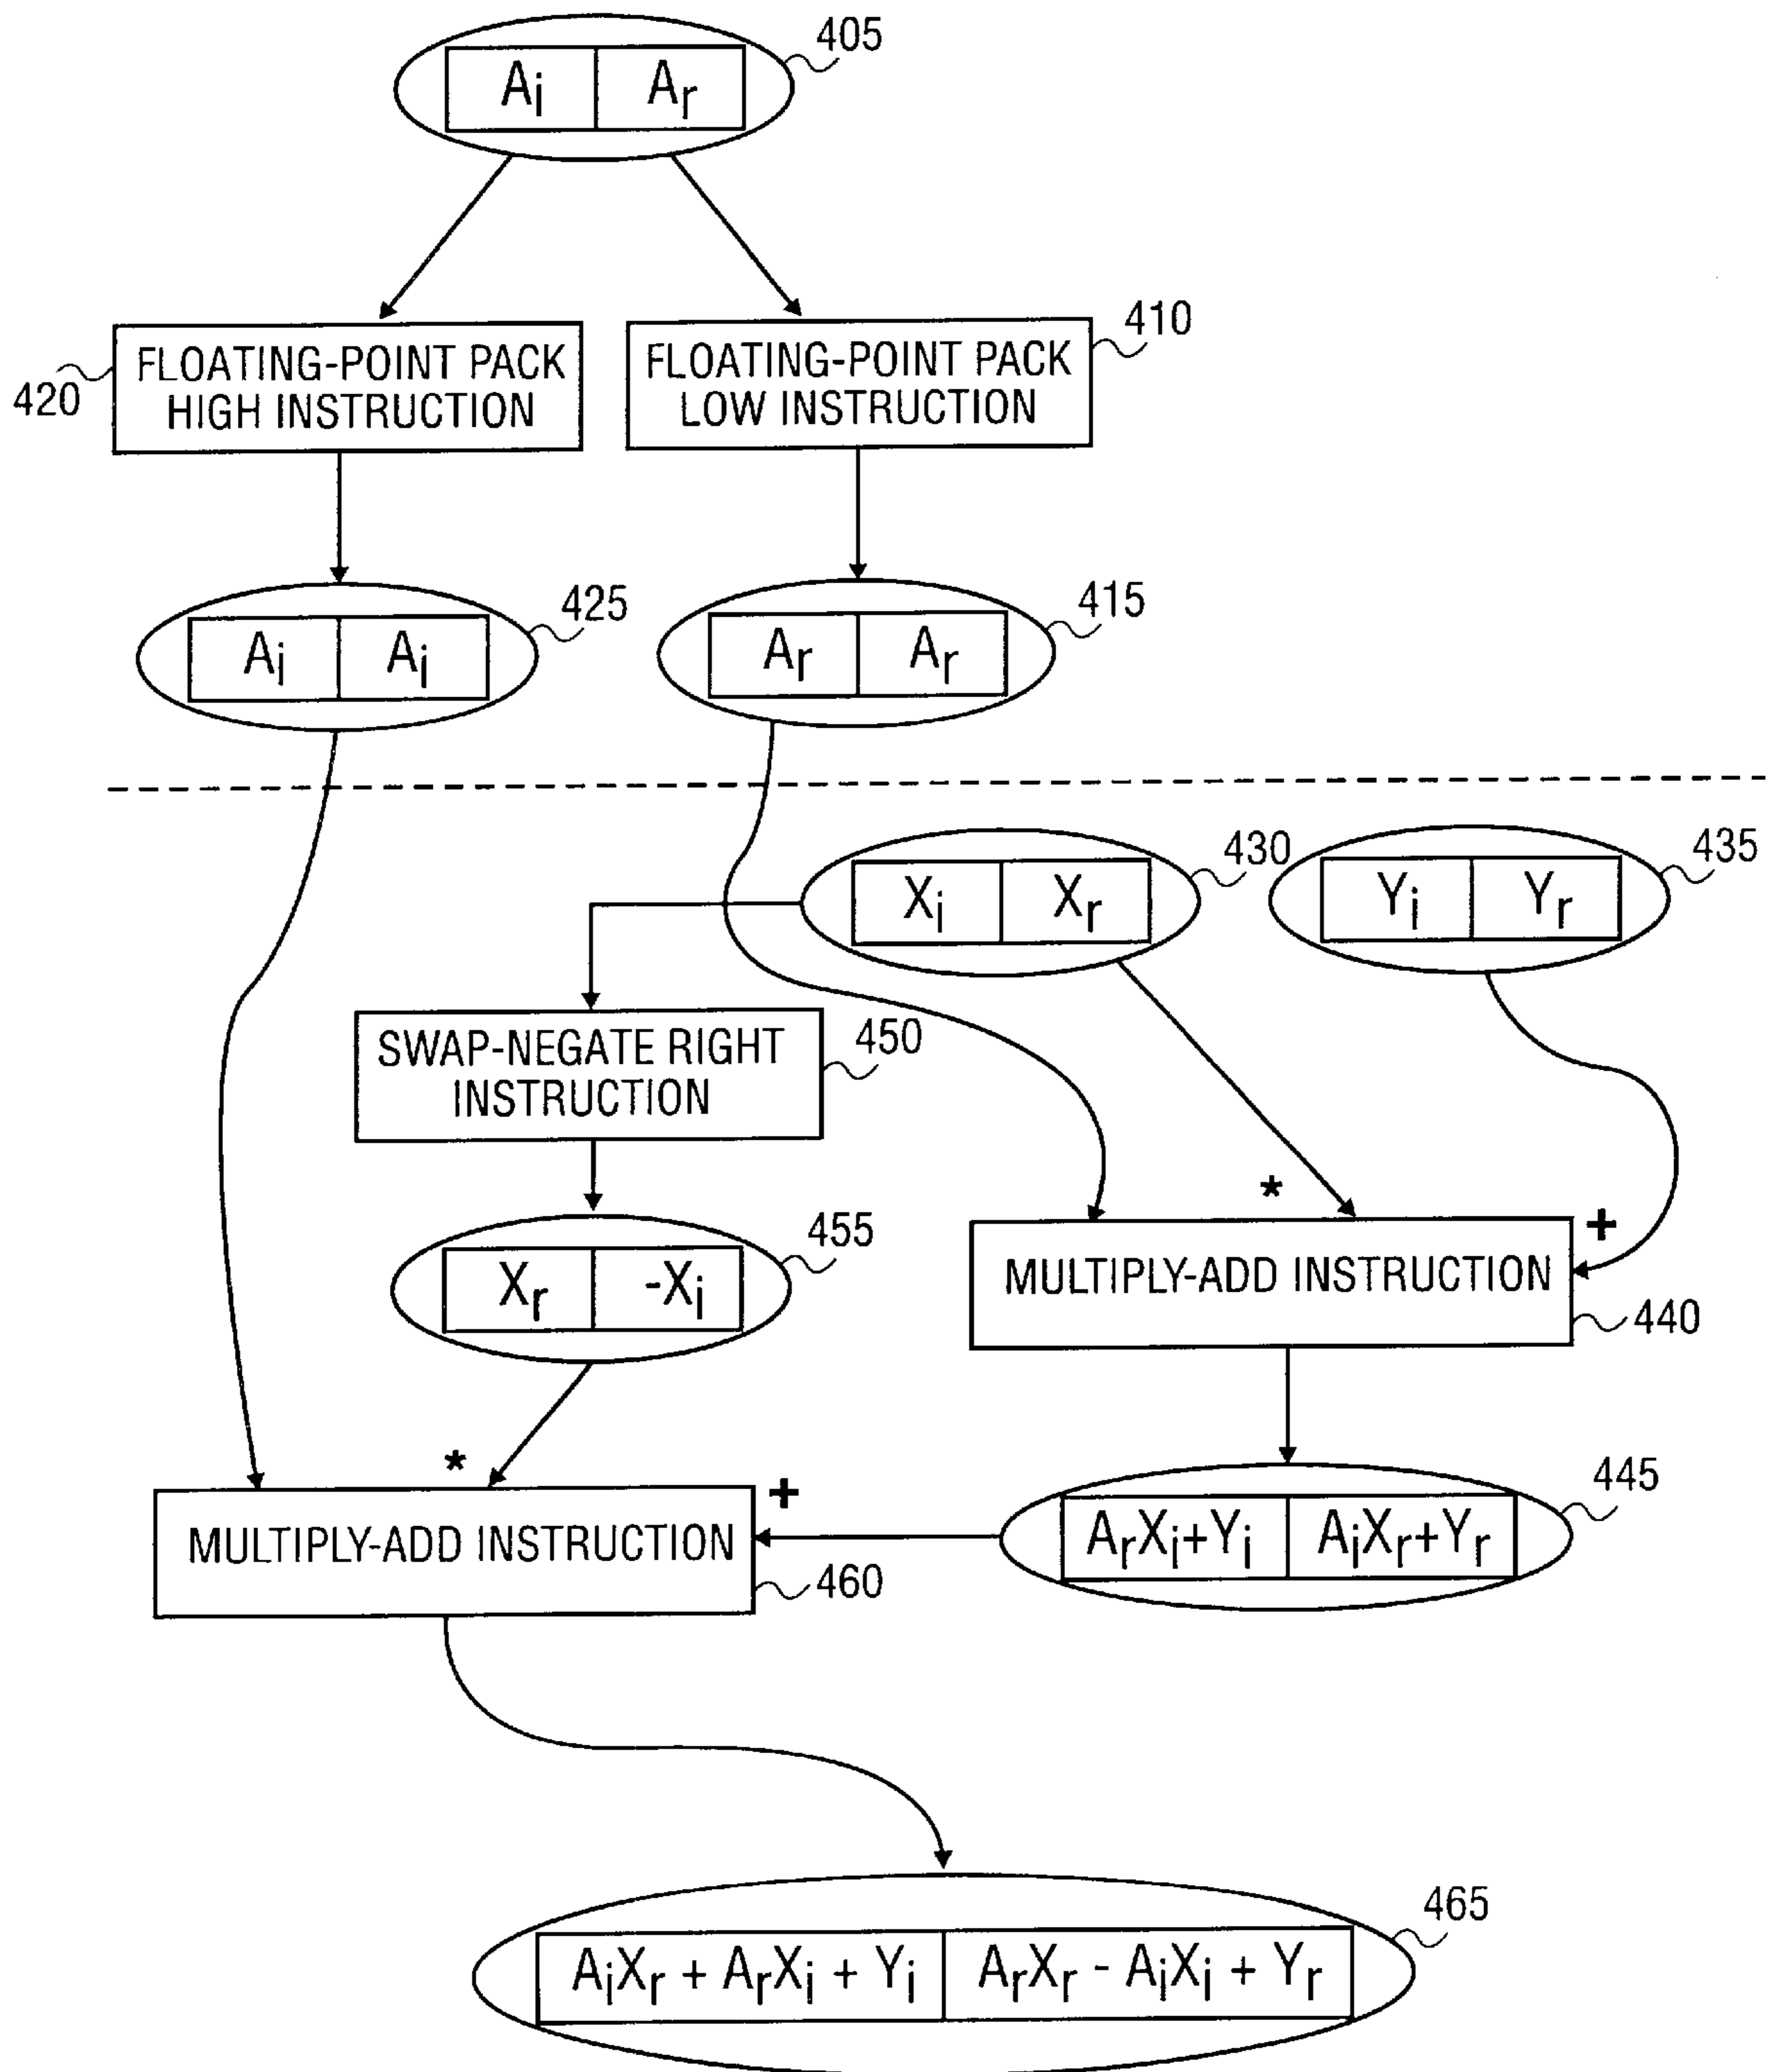 405
Ai Ar
FLOATING-POINT PACK
HIGH INSTRUCTION
420
FLOATING-POINT PACK
LOW INSTRUCTION
410
Ai Ai
425
Ar Ar
415
Xi Xr
430
Yi Yr
435
SWAP-NEGATE RIGHT
INSTRUCTION
450
Xr -Xi
455
*
+
MULTIPLY-ADD INSTRUCTION
440
*
+
MULTIPLY-ADD INSTRUCTION
460
ArXi+Yi AiXr+Yr
445
AiXr + ArXi + Yi ArXr - AiXi + Yr
465